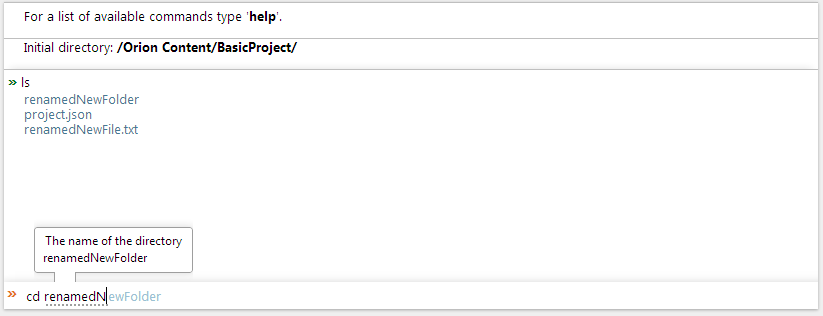 For a list of available commands type 'help'.
Initial directory: /Orion Content/BasicProject/
» ls
renamedNewFolder
project.json
renamedNewFile.txt
The name of the directory
renamedNewFolder
» cd renamedNewFolder